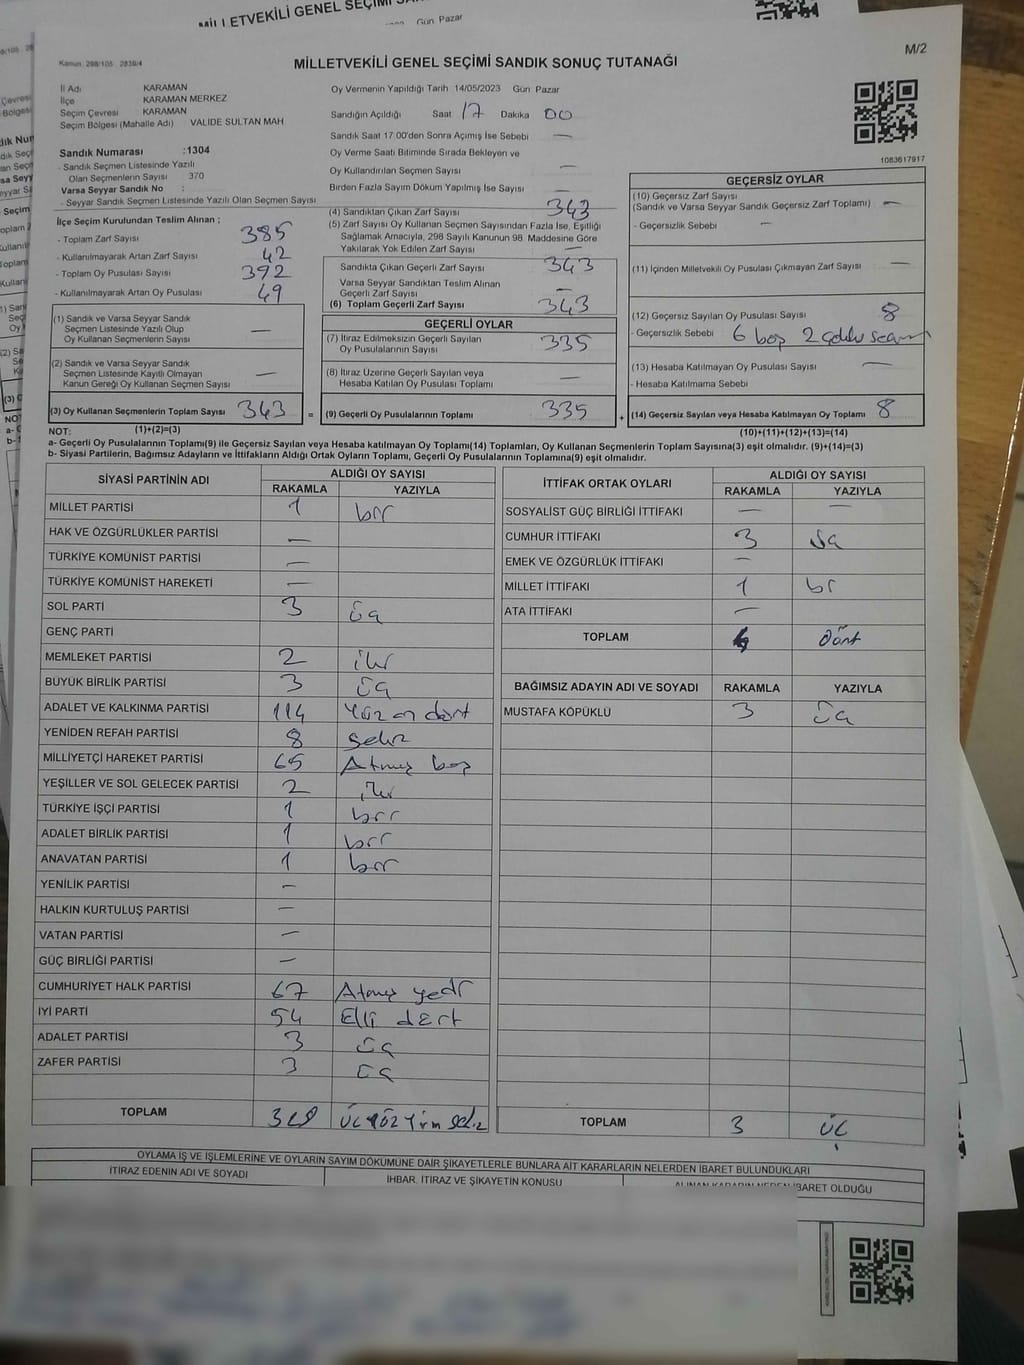 MİLLETVEKİLİ GENEL SEÇİMİ
Gün Pazar
Kanun: 298/105 2839/4
M/2
MİLLETVEKİLİ GENEL SEÇİMİ SANDIK SONUÇ TUTANAĞI
İl Adı KARAMAN
İlçe KARAMAN MERKEZ
Seçim Çevresi KARAMAN
Seçim Bölgesi (Mahalle Adı) VALİDE SULTAN MAH
Sandık Numarası :1304
- Sandık Seçmen Listesinde Yazılı
Olan Seçmenlerin Sayısı 370
Varsa Seyyar Sandık No :
- Seyyar Sandık Seçmen Listesinde Yazılı Olan Seçmen Sayısı
Oy Vermenin Yapıldığı Tarih 14/05/2023 Gün Pazar
Sandığın Açıldığı Saat 17 Dakika 00
Sandık Saat 17:00'den Sonra Açımış İse Sebebi —
Oy Verme Saati Bitiminde Sırada Bekleyen ve
Oy Kullandırılan Seçmen Sayısı —
Birden Fazla Sayım Döküm Yapılmış İse Sayısı —
1083617917
İlçe Seçim Kurulundan Teslim Alınan ;
- Toplam Zarf Sayısı 385
- Kullanılmayarak Artan Zarf Sayısı 42
- Toplam Oy Pusulası Sayısı 392
- Kullanılmayarak Artan Oy Pusulası 49
(4) Sandıktan Çıkan Zarf Sayısı 343
(5) Zarf Sayısı Oy Kullanan Seçmen Sayısından Fazla İse, Eşitliği
Sağlamak Amacıyla, 298 Sayılı Kanunun 98. Maddesine Göre
Yakılarak Yok Edilen Zarf Sayısı —
Sandıkta Çıkan Geçerli Zarf Sayısı 343
Varsa Seyyar Sandıktan Teslim Alınan
Geçerli Zarf Sayısı —
(6) Toplam Geçerli Zarf Sayısı 343
GEÇERSİZ OYLAR
(10) Geçersiz Zarf Sayısı
(Sandık ve Varsa Seyyar Sandık Geçersiz Zarf Toplamı) —
- Geçersizlik Sebebi —
(11) İçinden Milletvekili Oy Pusulası Çıkmayan Zarf Sayısı —
(12) Geçersiz Sayılan Oy Pusulası Sayısı 8
- Geçersizlik Sebebi 6 boş 2
(13) Hesaba Katılmayan Oy Pusulası Sayısı —
- Hesaba Katılmama Sebebi
(14) Geçersiz Sayılan veya Hesaba Katılmayan Oy Toplamı 8
(10)+(11)+(12)+(13)=(14)
(1) Sandık ve Varsa Seyyar Sandık
Seçmen Listesinde Yazılı Olup
Oy Kullanan Seçmenlerin Sayısı —
(2) Sandık ve Varsa Seyyar Sandık
Seçmen Listesinde Kayıtlı Olmayan
Kanun Gereği Oy Kullanan Seçmen Sayısı —
(3) Oy Kullanan Seçmenlerin Toplam Sayısı 343 =
GEÇERLİ OYLAR
(7) İtiraz Edilmeksizin Geçerli Sayılan
Oy Pusulalarının Sayısı 335
(8) İtiraz Üzerine Geçerli Sayılan veya
Hesaba Katılan Oy Pusulası Toplamı —
(9) Geçerli Oy Pusulalarının Toplamı 335 +
NOT: (1)+(2)=(3)
a- Geçerli Oy Pusulalarının Toplamı(9) ile Geçersiz Sayılan veya Hesaba katılmayan Oy Toplamı(14) Toplamları, Oy Kullanan Seçmenlerin Toplam Sayısına(3) eşit olmalıdır. (9)+(14)=(3)
b- Siyasi Partilerin, Bağımsız Adayların ve İttifakların Aldığı Ortak Oyların Toplamı, Geçerli Oy Pusulalarının Toplamına(9) eşit olmalıdır.
SİYASİ PARTİNİN ADI ALDIĞI OY SAYISI
RAKAMLA YAZIYLA
MİLLET PARTİSİ 1 bir
HAK VE ÖZGÜRLÜKLER PARTİSİ —
TÜRKİYE KOMÜNİST PARTİSİ —
TÜRKİYE KOMÜNİST HAREKETİ —
SOL PARTİ 3 üç
GENÇ PARTİ
MEMLEKET PARTİSİ 2 iki
BÜYÜK BİRLİK PARTİSİ 3 üç
ADALET VE KALKINMA PARTİSİ 114 Yüz on dört
YENİDEN REFAH PARTİSİ 8 sekiz
MİLLİYETÇİ HAREKET PARTİSİ 65 Atmış beş
YEŞİLLER VE SOL GELECEK PARTİSİ 2 iki
TÜRKİYE İŞÇİ PARTİSİ 1 bir
ADALET BİRLİK PARTİSİ 1 bir
ANAVATAN PARTİSİ 1 bir
YENİLİK PARTİSİ —
HALKIN KURTULUŞ PARTİSİ —
VATAN PARTİSİ —
GÜÇ BİRLİĞİ PARTİSİ —
CUMHURİYET HALK PARTİSİ 67 Atmış yedi
İYİ PARTİ 54 Elli dört
ADALET PARTİSİ 3 üç
ZAFER PARTİSİ 3 üç
TOPLAM 328 üç yüz yirm sekiz
İTTİFAK ORTAK OYLARI ALDIĞI OY SAYISI
RAKAMLA YAZIYLA
SOSYALİST GÜÇ BİRLİĞİ İTTİFAKI — —
CUMHUR İTTİFAKI 3 üç
EMEK VE ÖZGÜRLÜK İTTİFAKI —
MİLLET İTTİFAKI 1 bir
ATA İTTİFAKI —
TOPLAM 4 dört
BAĞIMSIZ ADAYIN ADI VE SOYADI RAKAMLA YAZIYLA
MUSTAFA KÖPÜKLÜ 3 üç
TOPLAM 3 üÇ
OYLAMA İŞ VE İŞLEMLERİNE VE OYLARIN SAYIM DÖKÜMÜNE DAİR ŞİKAYETLERLE BUNLARA AİT KARARLARIN NELERDEN İBARET BULUNDUKLARI
İTİRAZ EDENİN ADI VE SOYADI İHBAR, İTİRAZ VE ŞİKAYETİN KONUSU ALINAN KARARIN NEDEN İBARET OLDUĞU